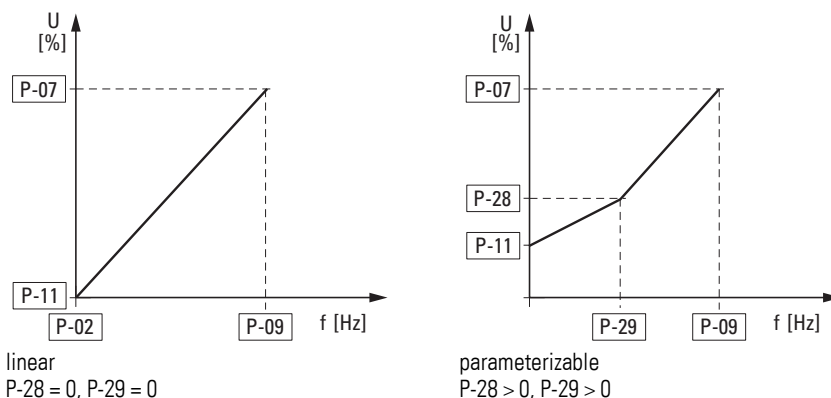 U
[%]
P-07
P-11
P-02
P-09
f [Hz]
linear
P-28 = 0, P-29 = 0
U
[%]
P-07
P-28
P-11
P-29
P-09
f [Hz]
parameterizable
P-28 > 0, P-29 > 0